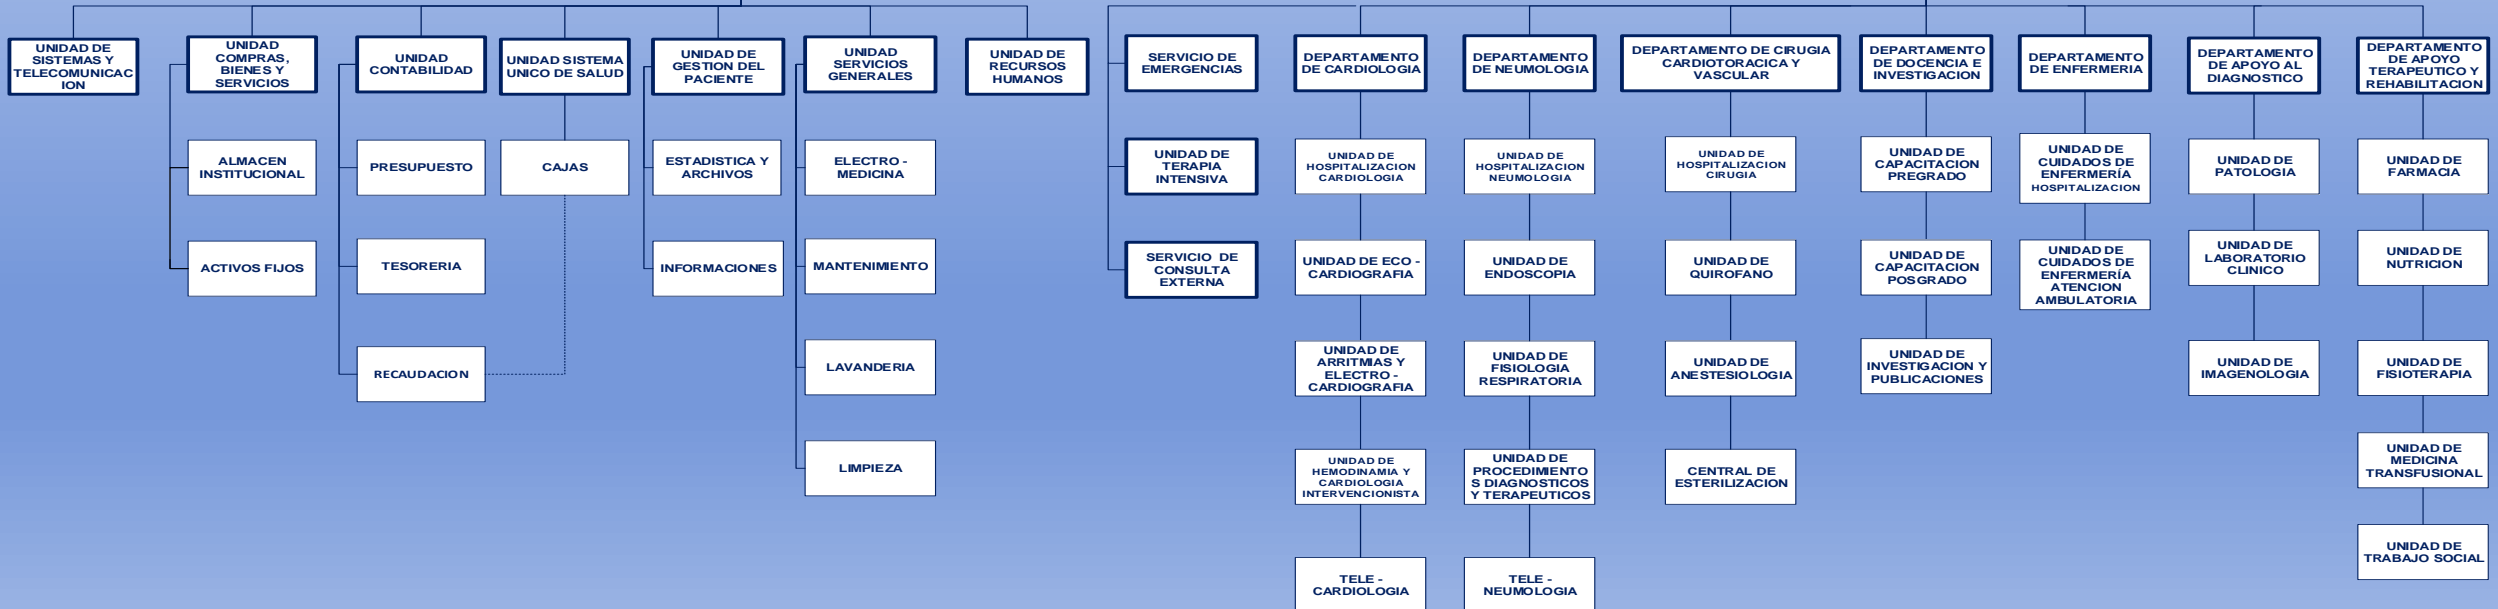 UNIDAD DE
SISTEMAS Y
TELECOMUNICAC
ION
UNIDAD
COMPRAS,
BIENES Y
SERVICIOS
UNIDAD
CONTABILIDAD
UNIDAD SISTEMA
UNICO DE SALUD
UNIDAD DE
GESTION DEL
PACIENTE
UNIDAD
SERVICIOS
GENERALES
UNIDAD DE
RECURSOS
HUMANOS
SERVICIO DE
EMERGENCIAS
DEPARTAMENTO
DE CARDIOLOGIA
DEPARTAMENTO
DE NEUMOLOGIA
DEPARTAMENTO DE CIRUGIA
CARDIOTORACICA Y
VASCULAR
DEPARTAMENTO
DE DOCENCIA E
INVESTIGACION
DEPARTAMENTO
DE ENFERMERIA
DEPARTAMENTO
DE APOYO AL
DIAGNOSTICO
DEPARTAMENTO
DE APOYO
TERAPEUTICO Y
REHABILITACION
ALMACEN
INSTITUCIONAL
PRESUPUESTO
CAJAS
ESTADISTICA Y
ARCHIVOS
ELECTRO -
MEDICINA
UNIDAD DE
TERAPIA
INTENSIVA
UNIDAD DE
HOSPITALIZACION
CARDIOLOGIA
UNIDAD DE
HOSPITALIZACION
NEUMOLOGIA
UNIDAD DE
HOSPITALIZACION
CIRUGIA
UNIDAD DE
CAPACITACION
PREGRADO
UNIDAD DE
CUIDADOS DE
ENFERMERÍA
HOSPITALIZACION
UNIDAD DE
PATOLOGIA
UNIDAD DE
FARMACIA
ACTIVOS FIJOS
TESORERIA
INFORMACIONES
MANTENIMIENTO
SERVICIO DE
CONSULTA
EXTERNA
UNIDAD DE ECO -
CARDIOGRAFIA
UNIDAD DE
ENDOSCOPIA
UNIDAD DE
QUIROFANO
UNIDAD DE
CAPACITACION
POSGRADO
UNIDAD DE
CUIDADOS DE
ENFERMERÍA
ATENCION
AMBULATORIA
UNIDAD DE
LABORATORIO
CLINICO
UNIDAD DE
NUTRICION
RECAUDACION
LAVANDERIA
UNIDAD DE
ARRITMIAS Y
ELECTRO -
CARDIOGRAFIA
UNIDAD DE
FISIOLOGIA
RESPIRATORIA
UNIDAD DE
ANESTESIOLOGIA
UNIDAD DE
INVESTIGACION Y
PUBLICACIONES
UNIDAD DE
IMAGENOLOGIA
UNIDAD DE
FISIOTERAPIA
LIMPIEZA
UNIDAD DE
HEMODINAMIA Y
CARDIOLOGIA
INTERVENCIONISTA
UNIDAD DE
PROCEDIMIENTO
S DIAGNOSTICOS
Y TERAPEUTICOS
CENTRAL DE
ESTERILIZACION
UNIDAD DE
MEDICINA
TRANSFUSIONAL
TELE -
CARDIOLOGIA
TELE -
NEUMOLOGIA
UNIDAD DE
TRABAJO SOCIAL